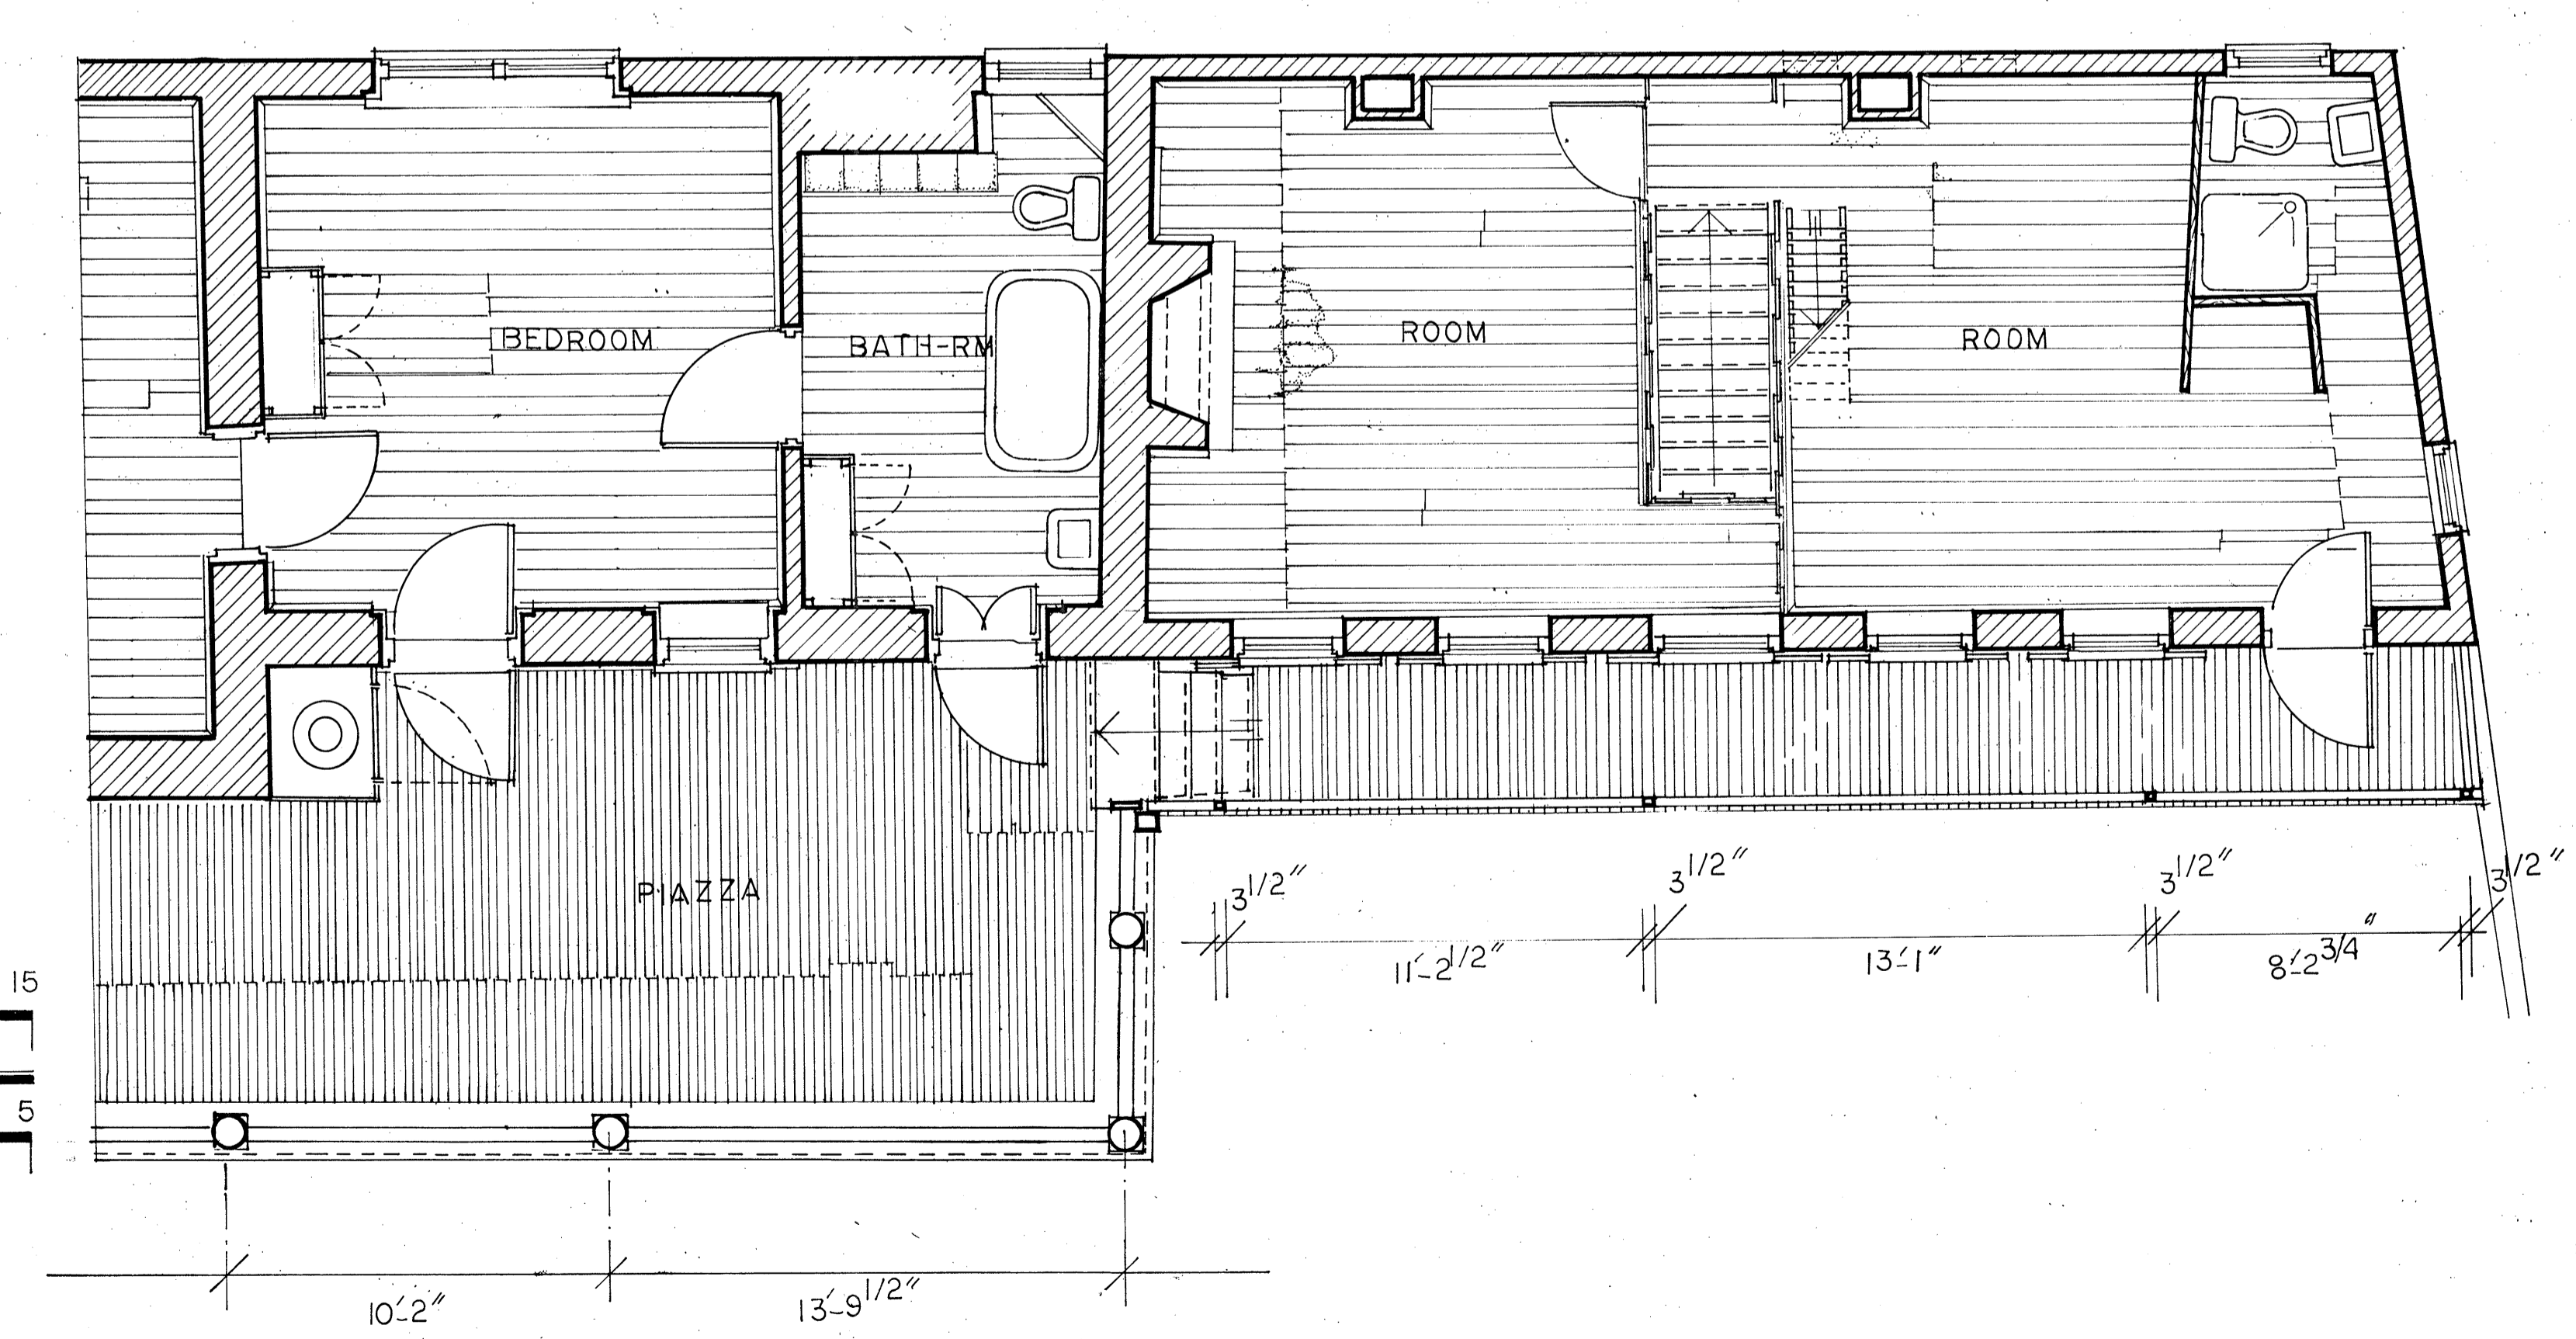 BEDROOM
BATH-RM
ROOM
ROOM
PIAZZA
3 1/2"
3 1/2"
3 1/2"
3 1/2"
11'-2 1/2"
13'-1"
8'-2 3/4"
15
5
10'-2"
13'-9 1/2"